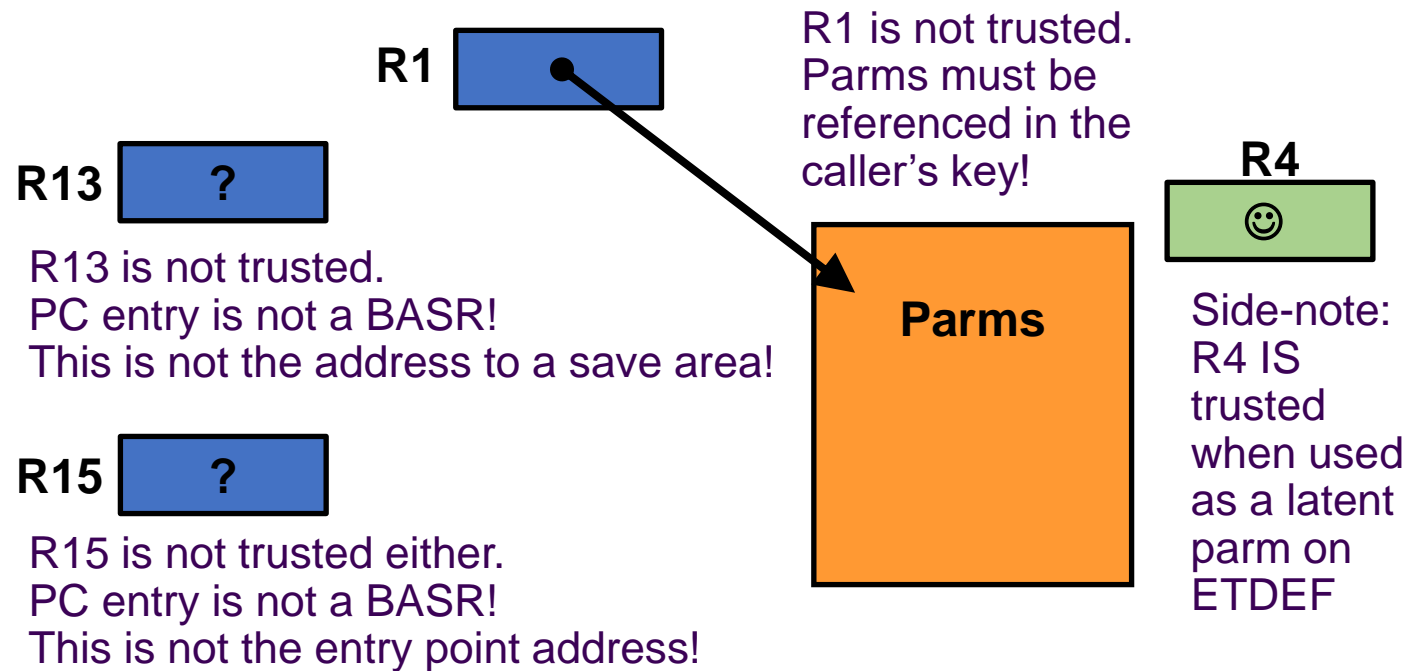 R1
R1 is not trusted.
Parms must be
referenced in the
caller’s key!
R13
?
R13 is not trusted.
PC entry is not a BASR!
This is not the address to a save area!
R15
?
R15 is not trusted either.
PC entry is not a BASR!
This is not the entry point address!
Parms
R4
☺
Side-note:
R4 IS
trusted
when used
as a latent
parm on
ETDEF